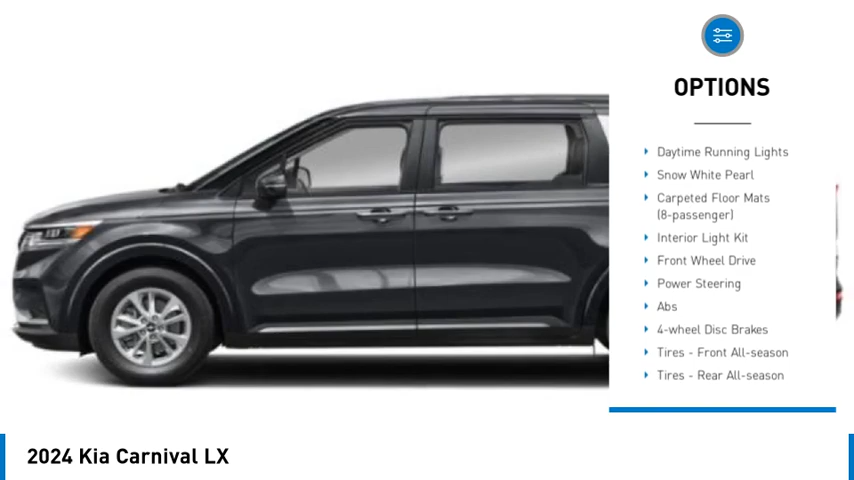 OPTIONS
Daytime Running Lights
Snow White Pearl
Carpeted Floor Mats
(8-passenger)
Interior Light Kit
Front Wheel Drive
Power Steering
Abs
4-wheel Disc Brakes
Tires - Front All-season
Tires - Rear All-season
2024 Kia Carnival LX